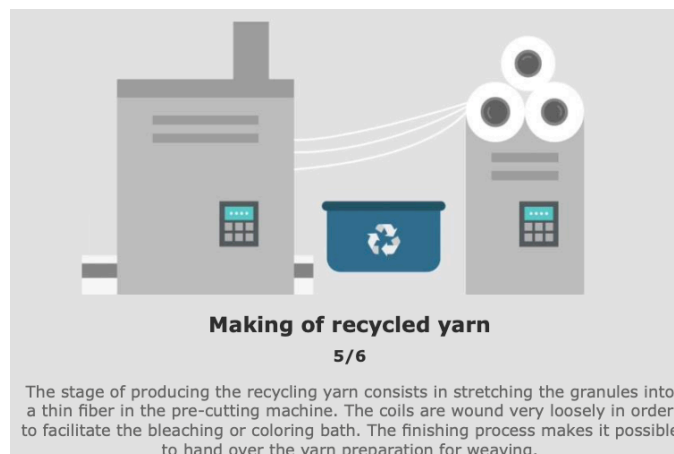 Making of recycled yarn
5/6
The stage of producing the recycling yarn consists in stretching the granules into
a thin fiber in the pre-cutting machine. The coils are wound very loosely in order
to facilitate the bleaching or coloring bath. The finishing process makes it possible
to hand over the yarn preparation for weaving.